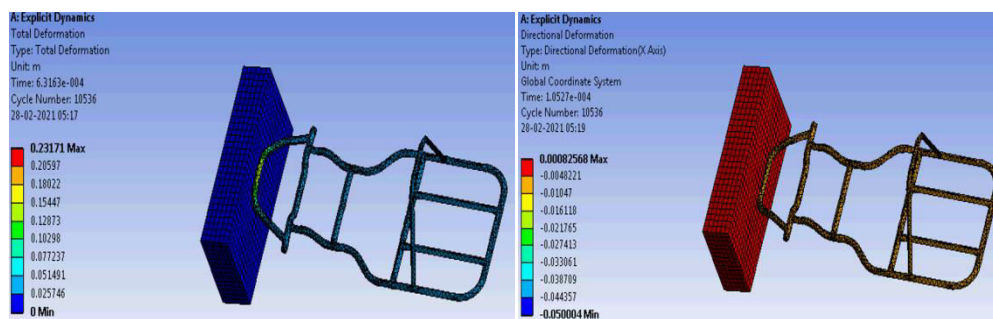 A: Explicit Dynamics
Total Deformation
Type: Total Deformation
Unit: m
Time: 6.3163e-004
Cycle Number: 10536
28-02-2021 05:17
0.23171 Max
0.20597
0.18022
0.15447
0.12873
0.10298
0.077237
0.051491
0.025746
0 Min
A: Explicit Dynamics
Directional Deformation
Type: Directional Deformation(X Axis)
Unit: m
Global Coordinate System
Time: 1.0527e-004
Cycle Number: 10536
28-02-2021 05:19
0.00082568 Max
-0.0048221
-0.01047
-0.016118
-0.021765
-0.027413
-0.033061
-0.038709
-0.044357
-0.050004 Min